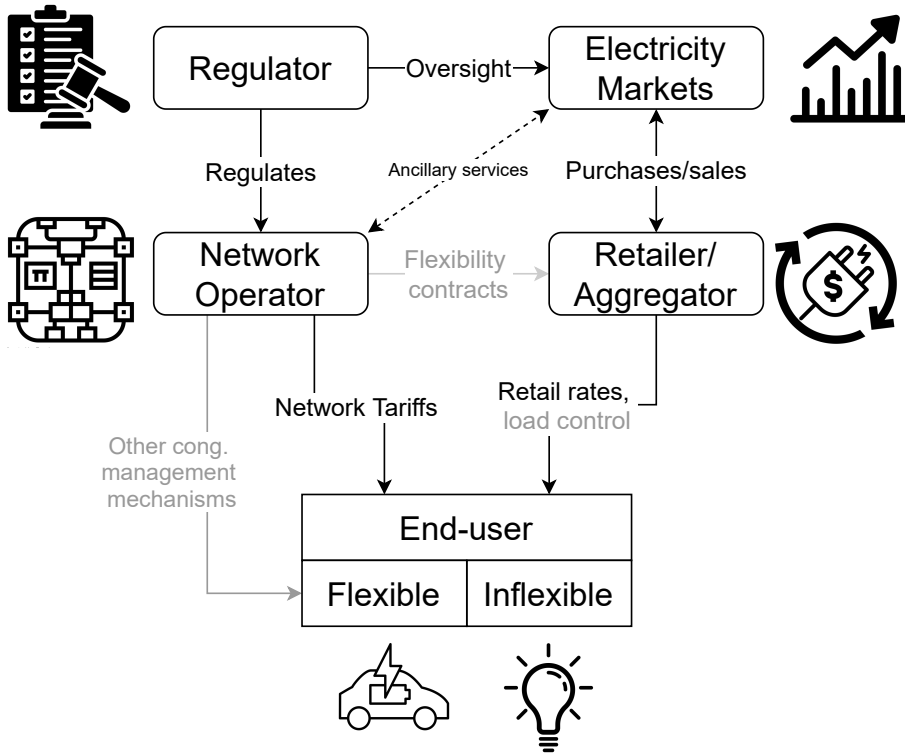 Regulator
Oversight
Electricity
Markets
Regulates
Ancillary services
Purchases/sales
Network
Operator
Flexibility
contracts
Retailer/
Aggregator
$
Network Tariffs
Retail rates,
load control
Other cong.
management
mechanisms
End-user
Flexible
Inflexible